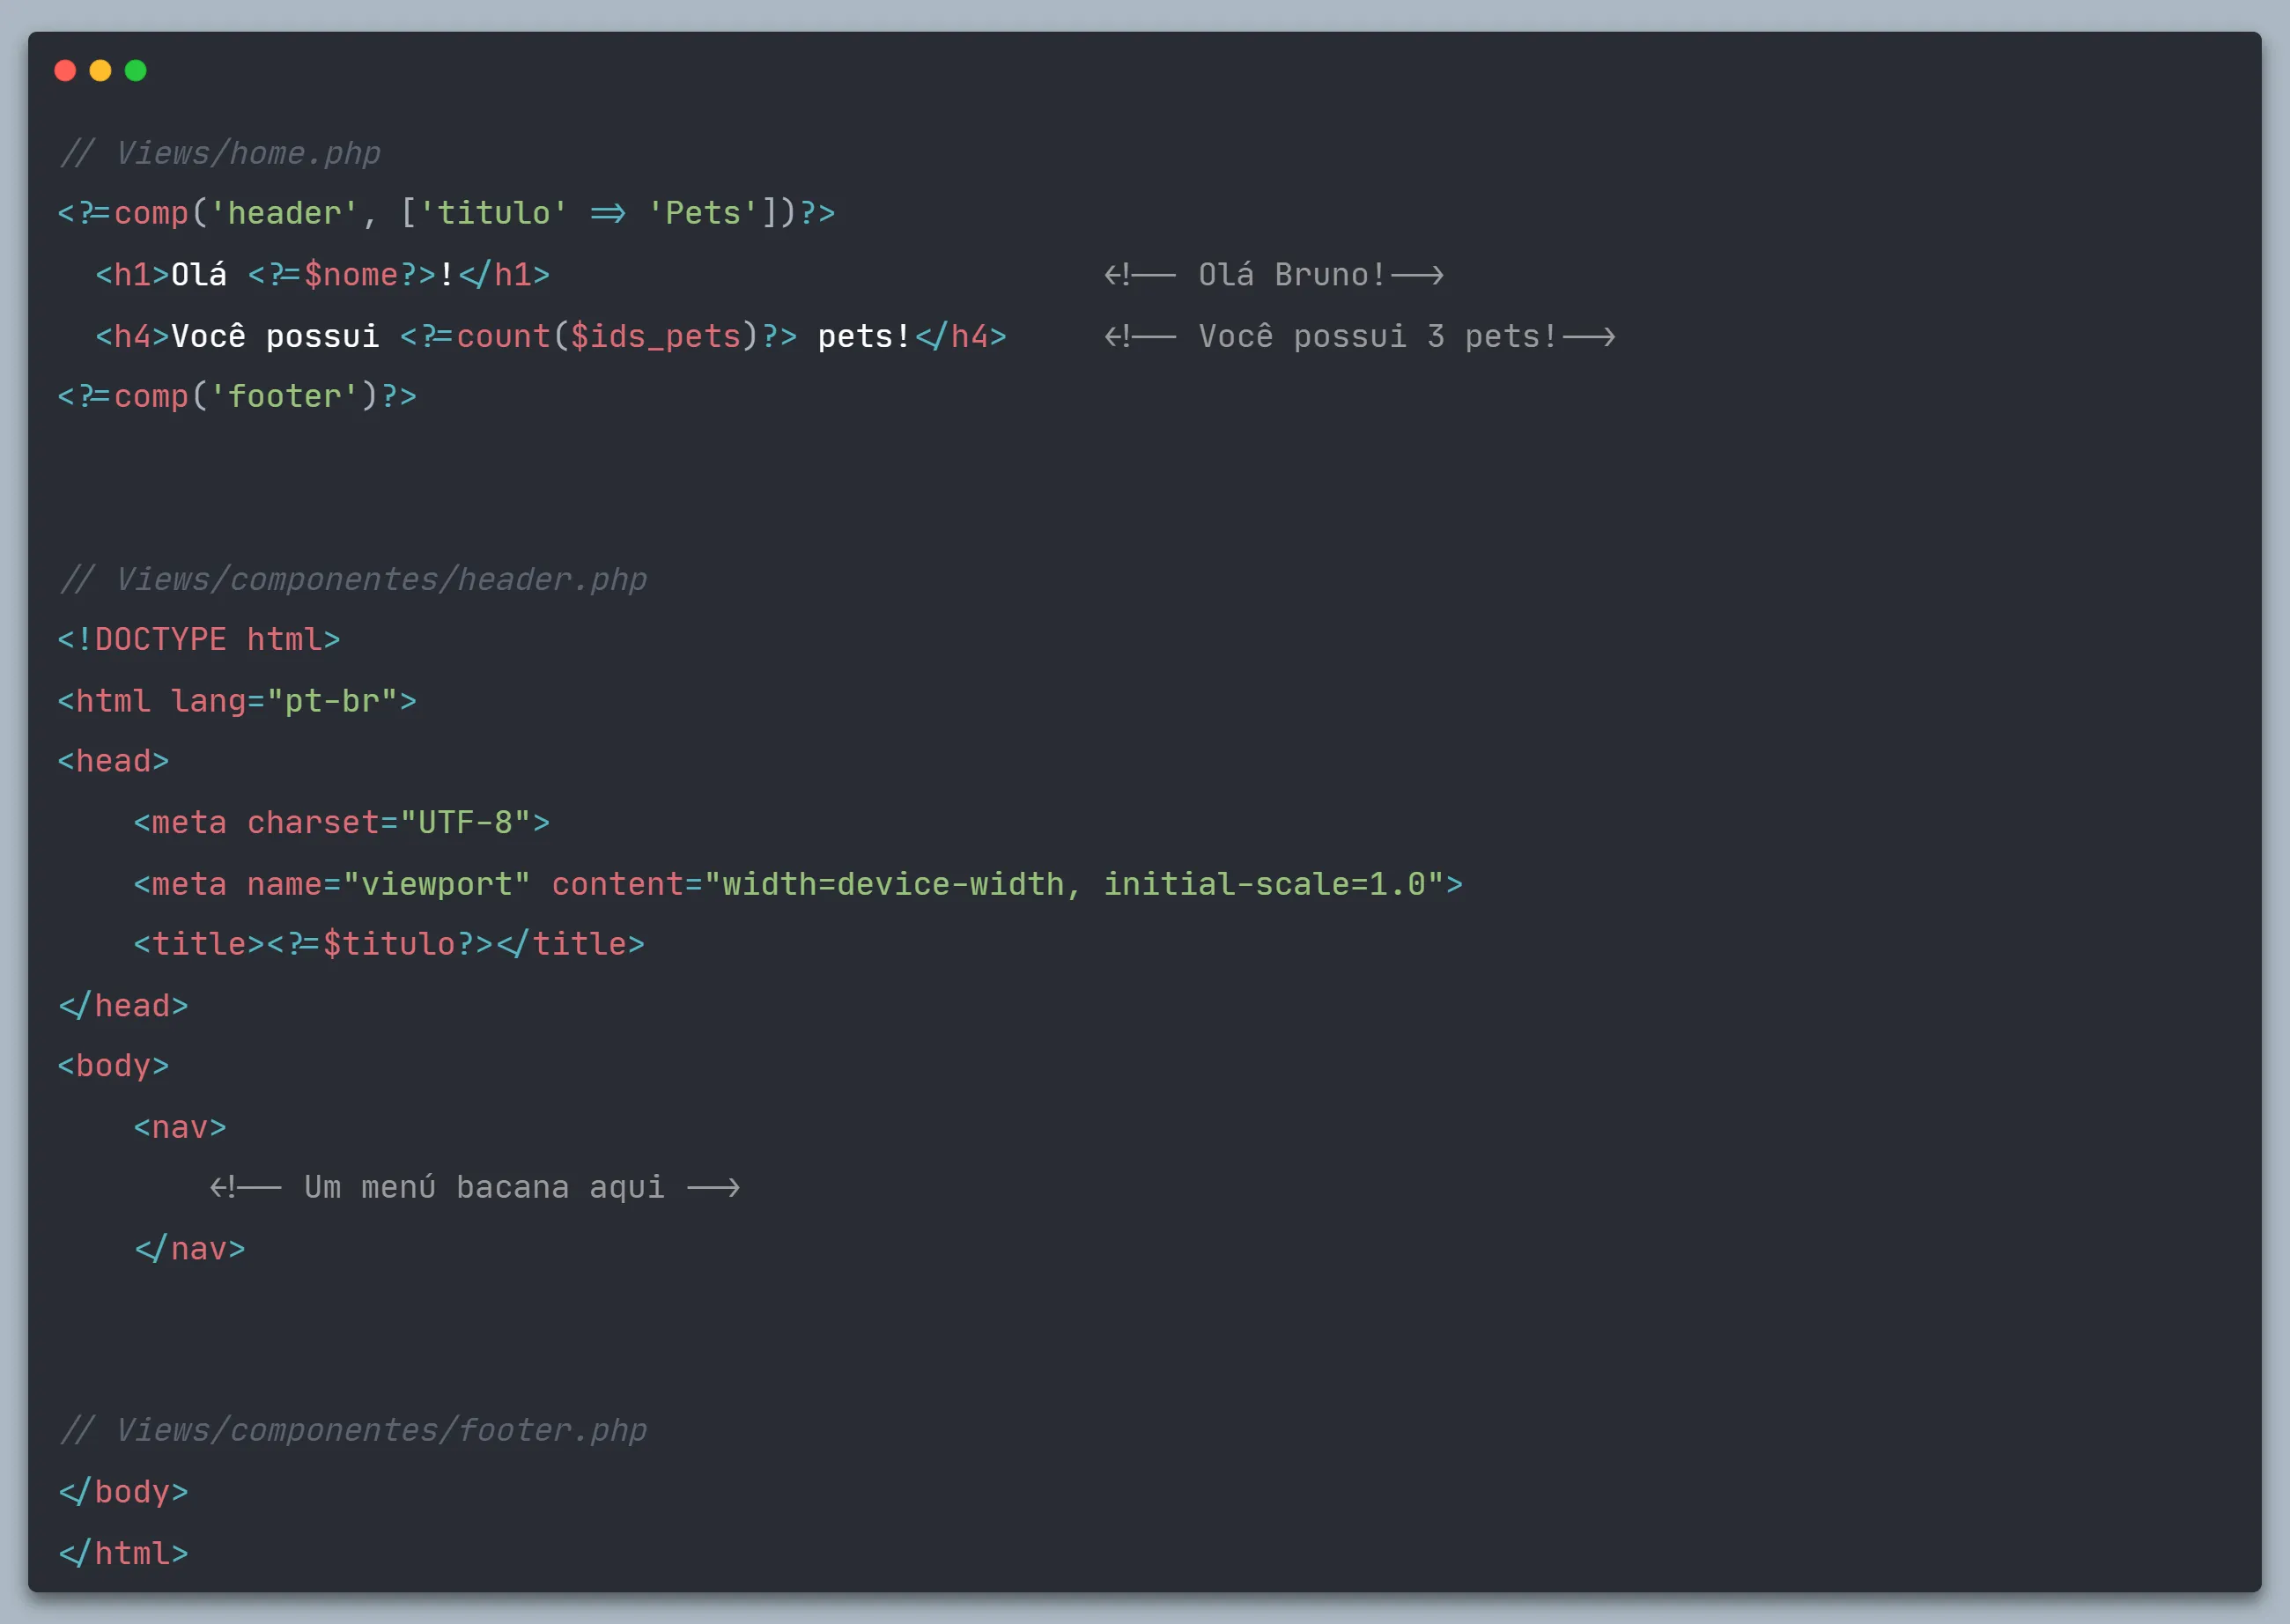 // Views/home.php
<?=comp('header', ['titulo' => 'Pets'])?>
  <h1>Olá <?=$nome?>!</h1>                             <!-- Olá Bruno!-->
  <h4>Você possui <?=count($ids_pets)?> pets!</h4>     <!-- Você possui 3 pets!-->
<?=comp('footer')?>
// Views/componentes/header.php
<!DOCTYPE html>
<html lang="pt-br">
<head>
    <meta charset="UTF-8">
    <meta name="viewport" content="width=device-width, initial-scale=1.0">
    <title><?=$titulo?></title>
</head>
<body>
    <nav>
        <!-- Um menú bacana aqui -->
    </nav>
// Views/componentes/footer.php
</body>
</html>